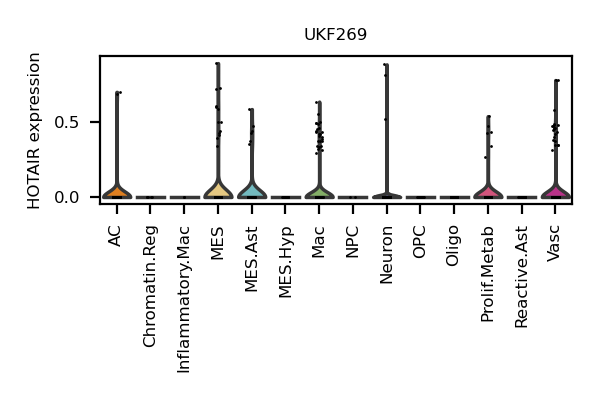 UKF269
HOTAIR expression
0.5
0.0
AC
Chromatin.Reg
Inflammatory.Mac
MES
MES.Ast
MES.Hyp
Mac
NPC
Neuron
OPC
Oligo
Prolif.Metab
Reactive.Ast
Vasc